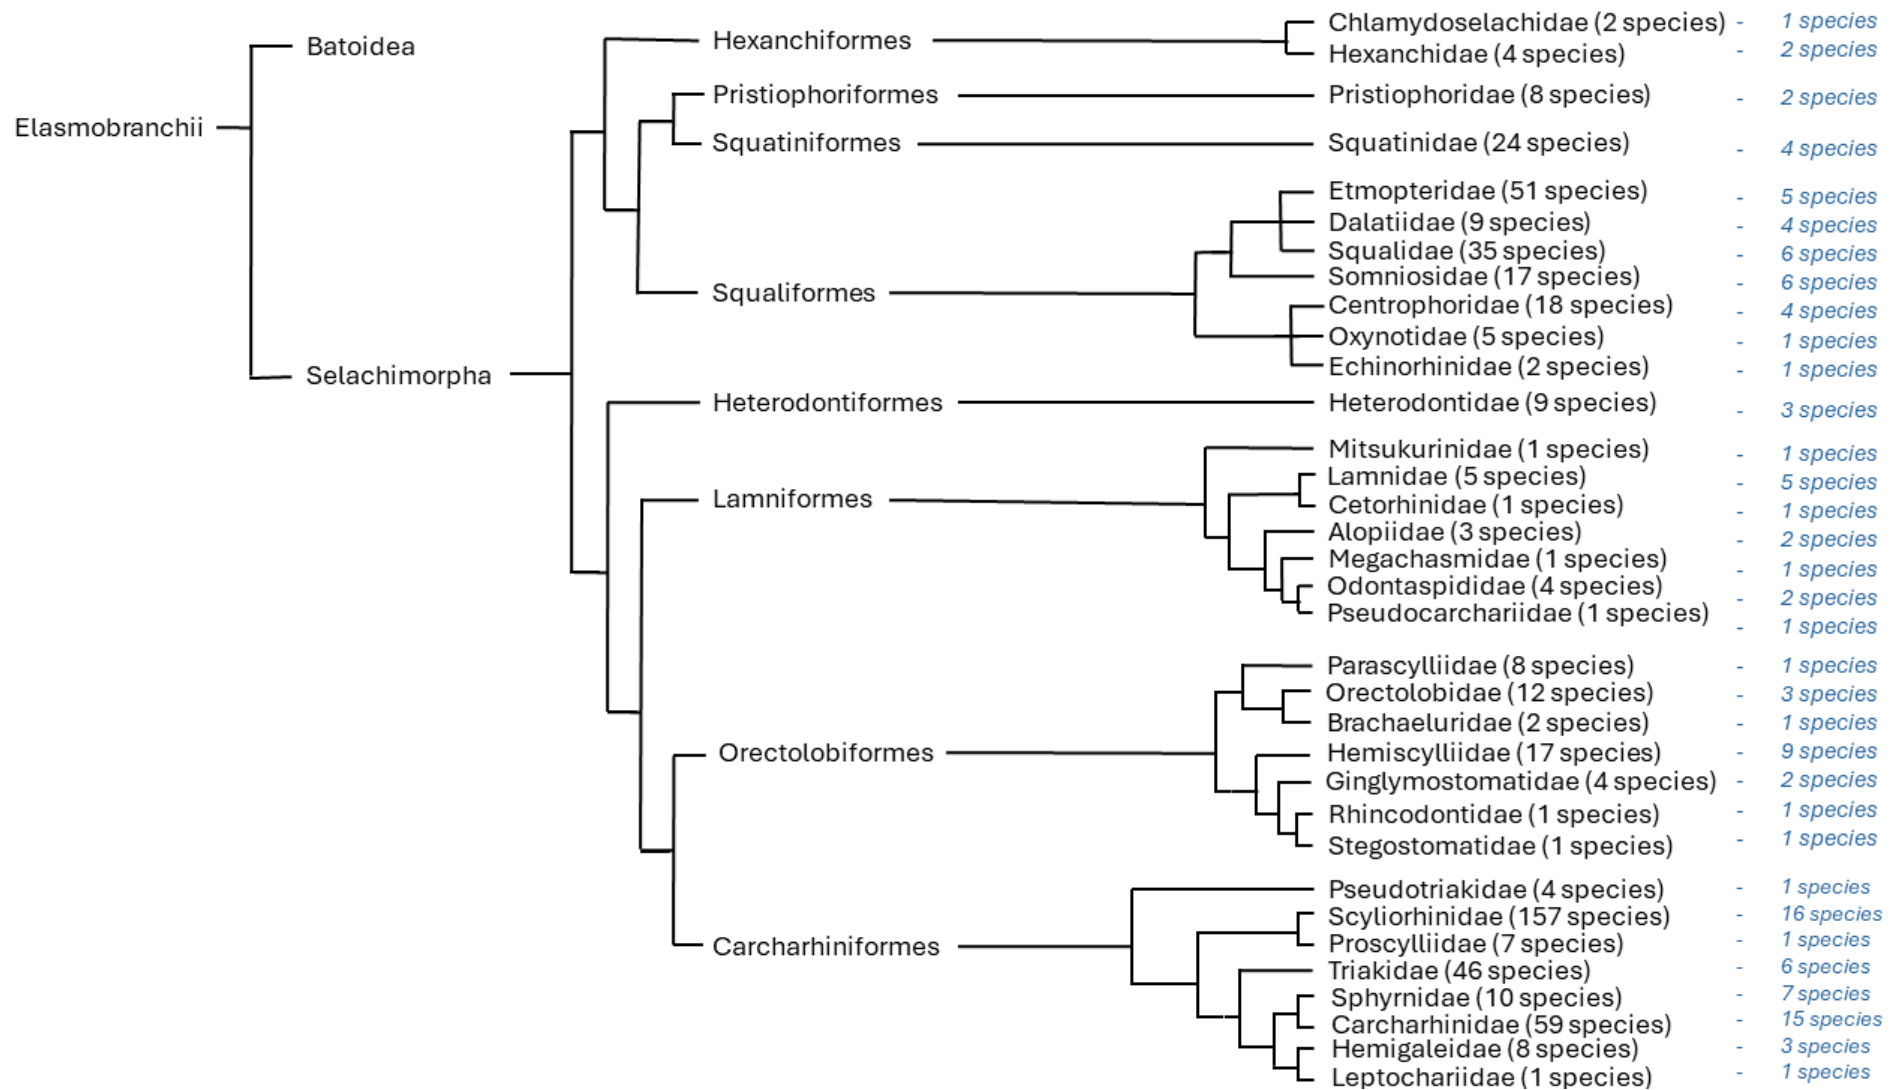 Elasmobranchii
Batoidea
Selachimorpha
Hexanchiformes
Chlamydoselachidae (2 species) - 1 species
Hexanchidae (4 species) - 2 species
Pristiophoriformes
Pristiophoridae (8 species) - 2 species
Squatiniformes
Squatinidae (24 species) - 4 species
Squaliformes
Etmopteridae (51 species) - 5 species
Dalatiidae (9 species) - 4 species
Squalidae (35 species) - 6 species
Somniosidae (17 species) - 6 species
Centrophoridae (18 species) - 4 species
Oxynotidae (5 species) - 1 species
Echinorhinidae (2 species) - 1 species
Heterodontiformes
Heterodontidae (9 species) - 3 species
Lamniformes
Mitsukurinidae (1 species) - 1 species
Lamnidae (5 species) - 5 species
Cetorhinidae (1 species) - 1 species
Alopiidae (3 species) - 2 species
Megachasmidae (1 species) - 1 species
Odontaspididae (4 species) - 2 species
Pseudocarchariidae (1 species) - 1 species
Orectolobiformes
Parascylliidae (8 species) - 1 species
Orectolobidae (12 species) - 3 species
Brachaeluridae (2 species) - 1 species
Hemiscylliidae (17 species) - 9 species
Ginglymostomatidae (4 species) - 2 species
Rhincodontidae (1 species) - 1 species
Stegostomatidae (1 species) - 1 species
Carcharhiniformes
Pseudotriakidae (4 species) - 1 species
Scyliorhinidae (157 species) - 16 species
Proscylliidae (7 species) - 1 species
Triakidae (46 species) - 6 species
Sphyrnidae (10 species) - 7 species
Carcharhinidae (59 species) - 15 species
Hemigaleidae (8 species) - 3 species
Leptochariidae (1 species) - 1 species